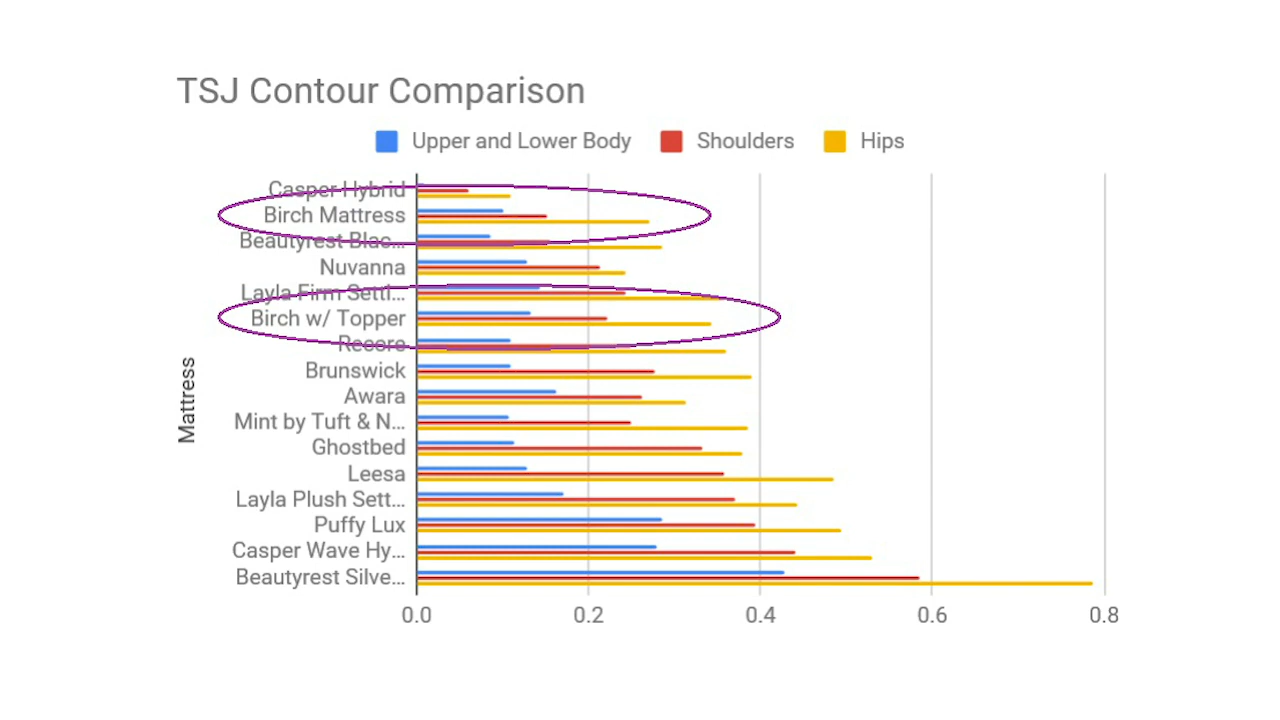 TSJ Contour Comparison
Upper and Lower Body Shoulders Hips
Casper Hybrid
Birch Mattress
Beautyrest Blac...
Nuvanna
Layla Firm Setti...
Birch w/ Topper
Recore
Brunswick
Awara
Mint by Tuft & N...
Ghostbed
Leesa
Layla Plush Sett...
Puffy Lux
Casper Wave Hy...
Beautyrest Silve...
Mattress
0.0 0.2 0.4 0.6 0.8